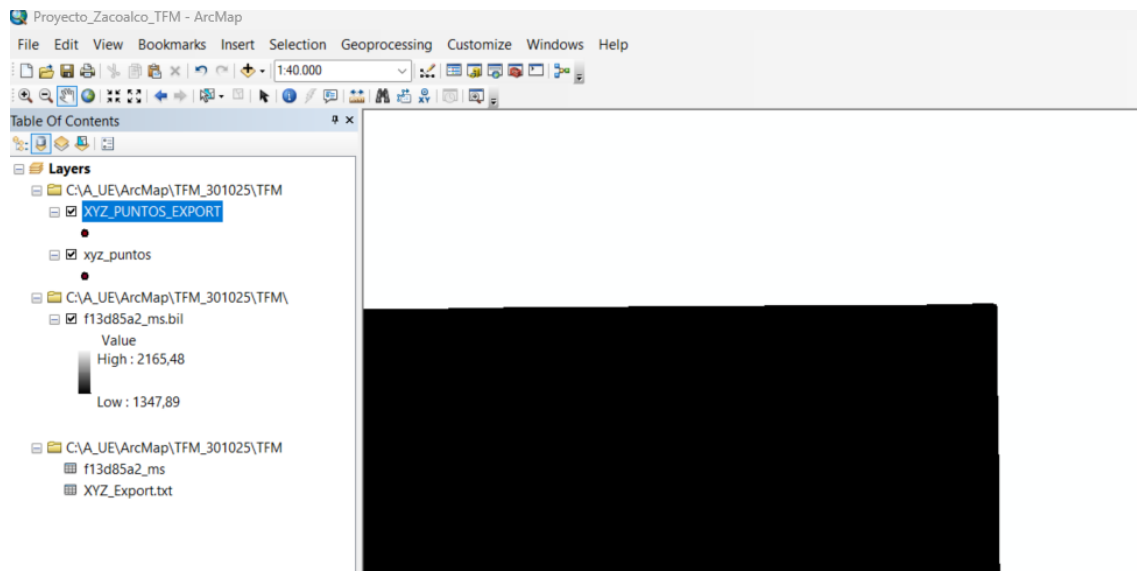 Proyecto_Zacoalco_TFM - ArcMap
File Edit View Bookmarks Insert Selection Geoprocessing Customize Windows Help
1:40.000
Table Of Contents
Layers
C:\A_UE\ArcMap\TFM_301025\TFM
XYZ_PUNTOS_EXPORT
xyz_puntos
C:\A_UE\ArcMap\TFM_301025\TFM\
f13d85a2_ms.bil
Value
High : 2165,48
Low : 1347,89
C:\A_UE\ArcMap\TFM_301025\TFM
f13d85a2_ms
XYZ_Export.txt